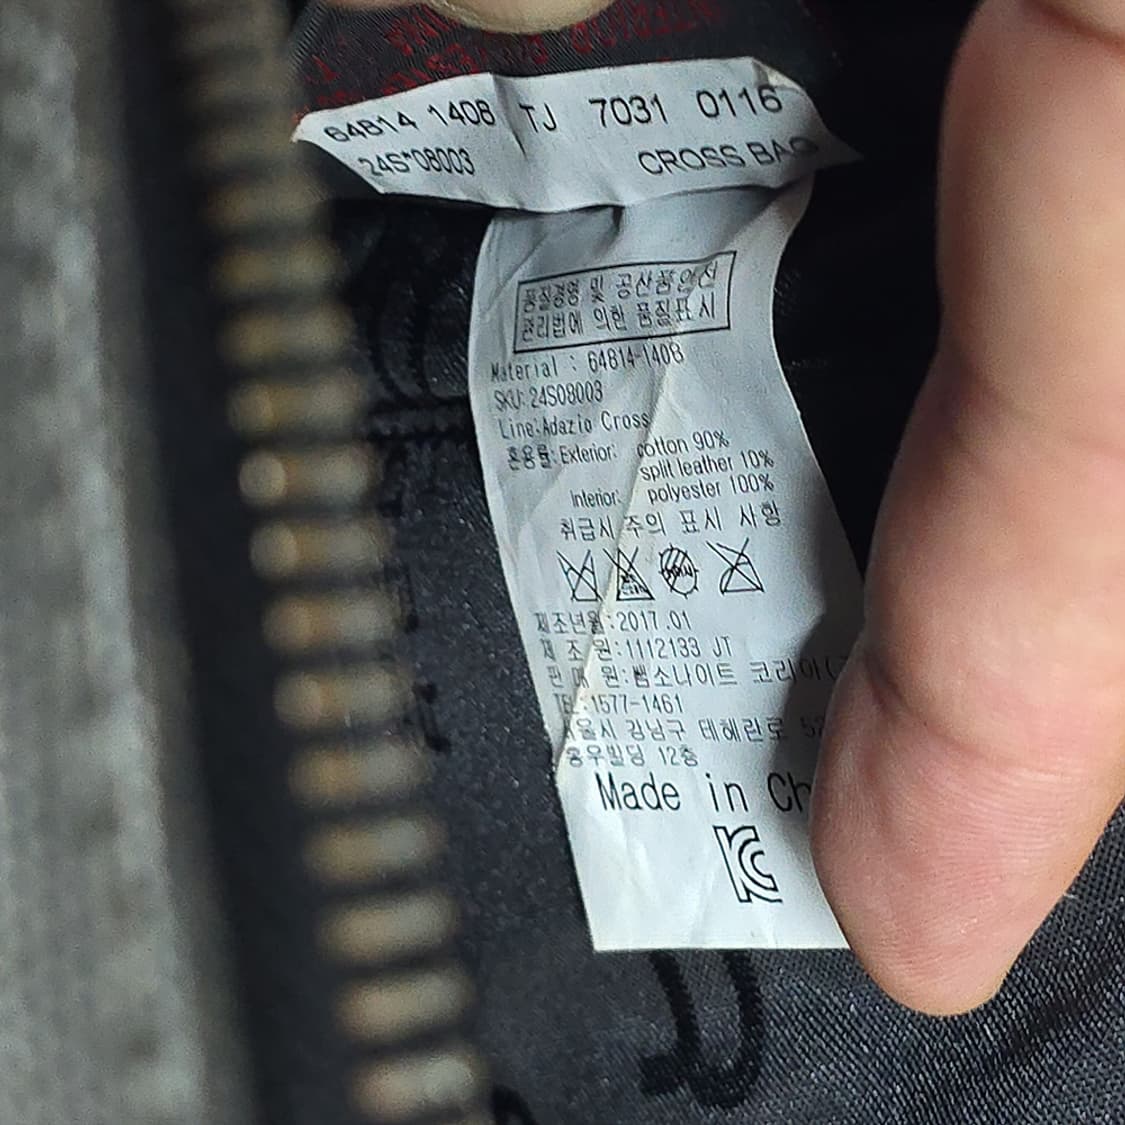 64814 1408 TJ 7031 0116
24S*08003 CROSS BAG
품질경영 및 공산품안전
관리법에 의한 품질표시
Material : 64814-1408
SKU: 24S08003
Line:Adazio Cross
혼용률: Exterior: cotton 90%
split leather 10%
Interior: polyester 100%
취급시 주의 표시 사항
제조년월:2017.01
제 조 원:1112133 JT
판 매 원:쌤소나이트 코리아(
TEL:1577-1461
서울시 강남구 테헤란로
12층
Made in
KC